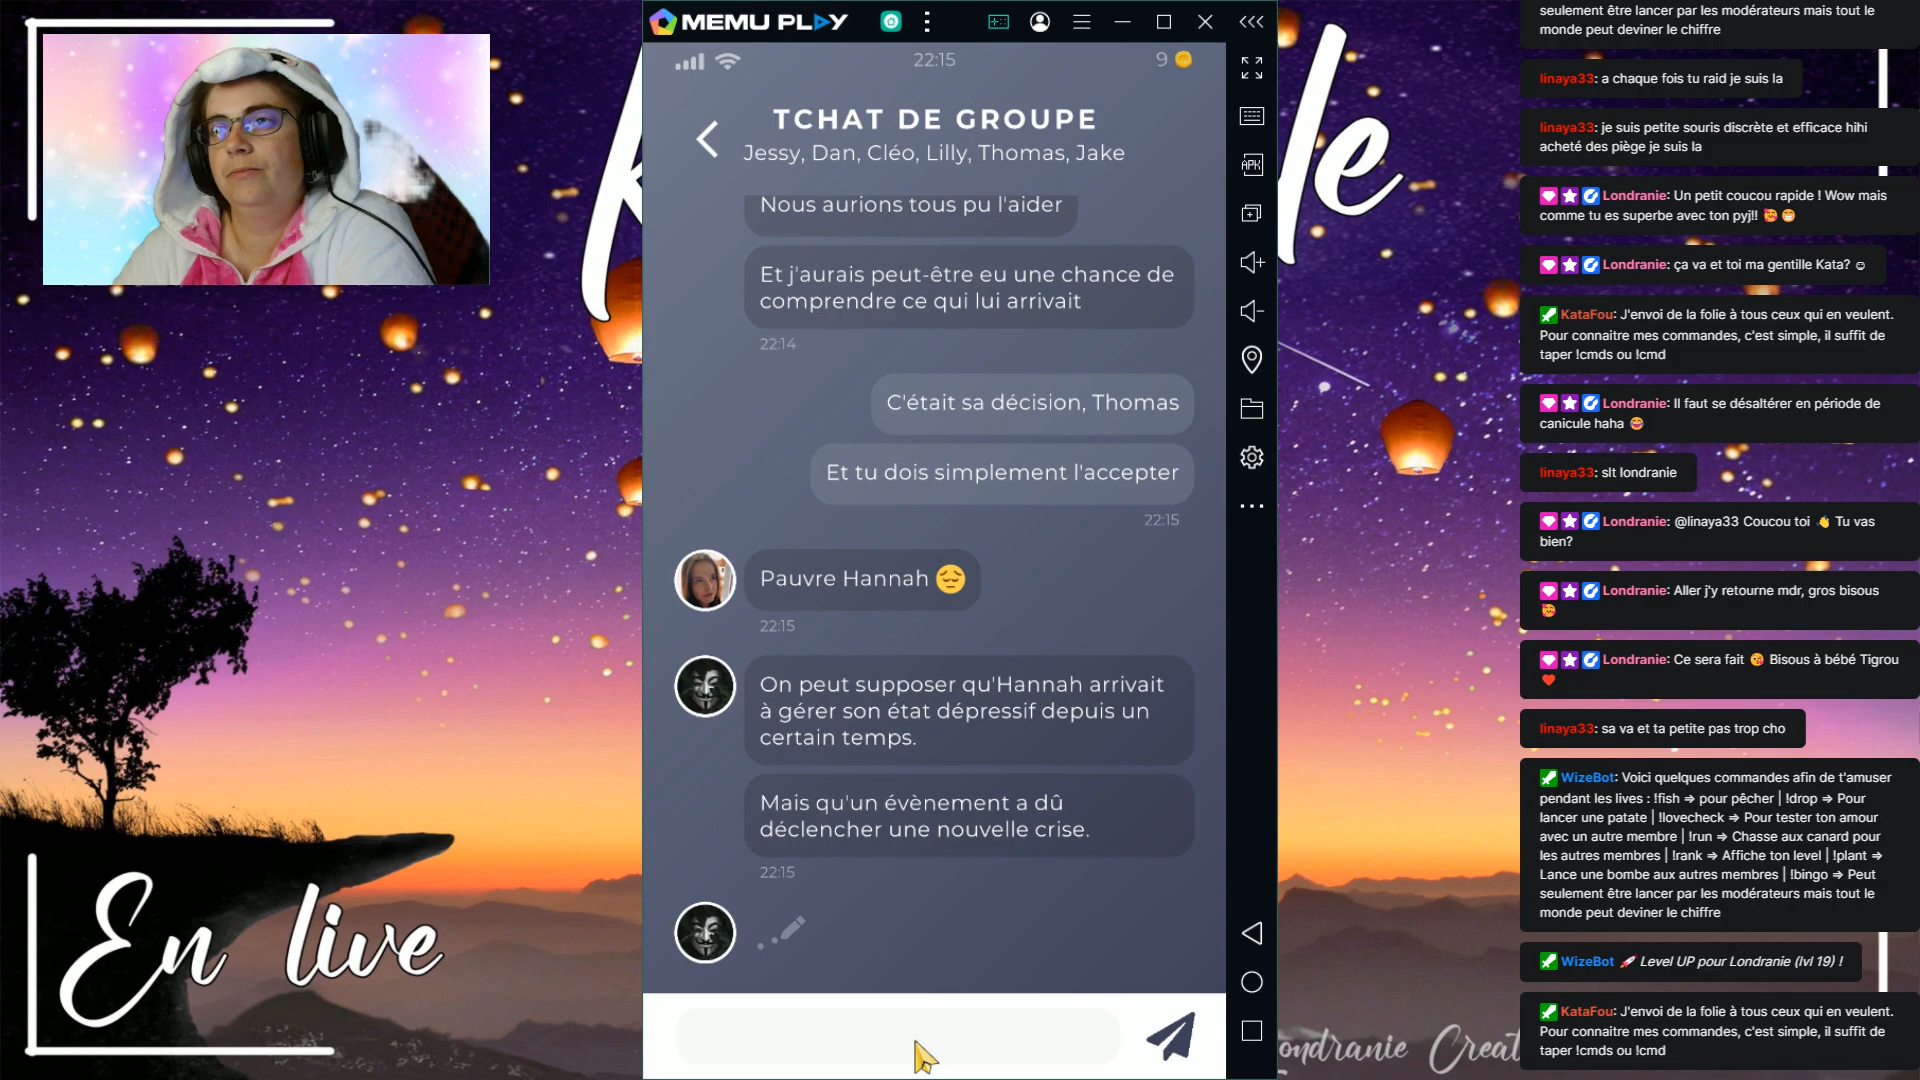 MEMU PLAY
22:15
9
TCHAT DE GROUPE
Jessy, Dan, Cléo, Lilly, Thomas, Jake
Nous aurions tous pu l'aider
Et j'aurais peut-être eu une chance de
comprendre ce qui lui arrivait
22:14
C'était sa décision, Thomas
Et tu dois simplement l'accepter
22:15
Pauvre Hannah 😔
22:15
On peut supposer qu'Hannah arrivait
à gérer son état dépressif depuis un
certain temps.
Mais qu'un évènement a dû
déclencher une nouvelle crise.
22:15
APK
En live
seulement être lancer par les modérateurs mais tout le
monde peut deviner le chiffre
linaya33: a chaque fois tu raid je suis la
linaya33: je suis petite souris discrète et efficace hihi
acheté des piège je suis la
Londranie: Un petit coucou rapide ! Wow mais
comme tu es superbe avec ton pyj!! 🥰 😁
Londranie: ça va et toi ma gentille Kata? ☺
KataFou: J'envoi de la folie à tous ceux qui en veulent.
Pour connaitre mes commandes, c'est simple, il suffit de
taper !cmds ou !cmd
Londranie: Il faut se désaltérer en période de
canicule haha 😂
linaya33: slt londranie
Londranie: @linaya33 Coucou toi 👋 Tu vas
bien?
Londranie: Aller j'y retourne mdr, gros bisous
🥰
Londranie: Ce sera fait 😘 Bisous à bébé Tigrou
♥
linaya33: sa va et ta petite pas trop cho
WizeBot: Voici quelques commandes afin de t'amuser
pendant les lives : !fish ⇒ pour pêcher | !drop ⇒ Pour
lancer une patate | !lovecheck ⇒ Pour tester ton amour
avec un autre membre | !run ⇒ Chasse aux canard pour
les autres membres | !rank ⇒ Affiche ton level | !plant ⇒
Lance une bombe aux autres membres | !bingo ⇒ Peut
seulement être lancer par les modérateurs mais tout le
monde peut deviner le chiffre
WizeBot 🚀 Level UP pour Londranie (lvl 19) !
KataFou: J'envoi de la folie à tous ceux qui en veulent.
Pour connaitre mes commandes, c'est simple, il suffit de
taper !cmds ou !cmd